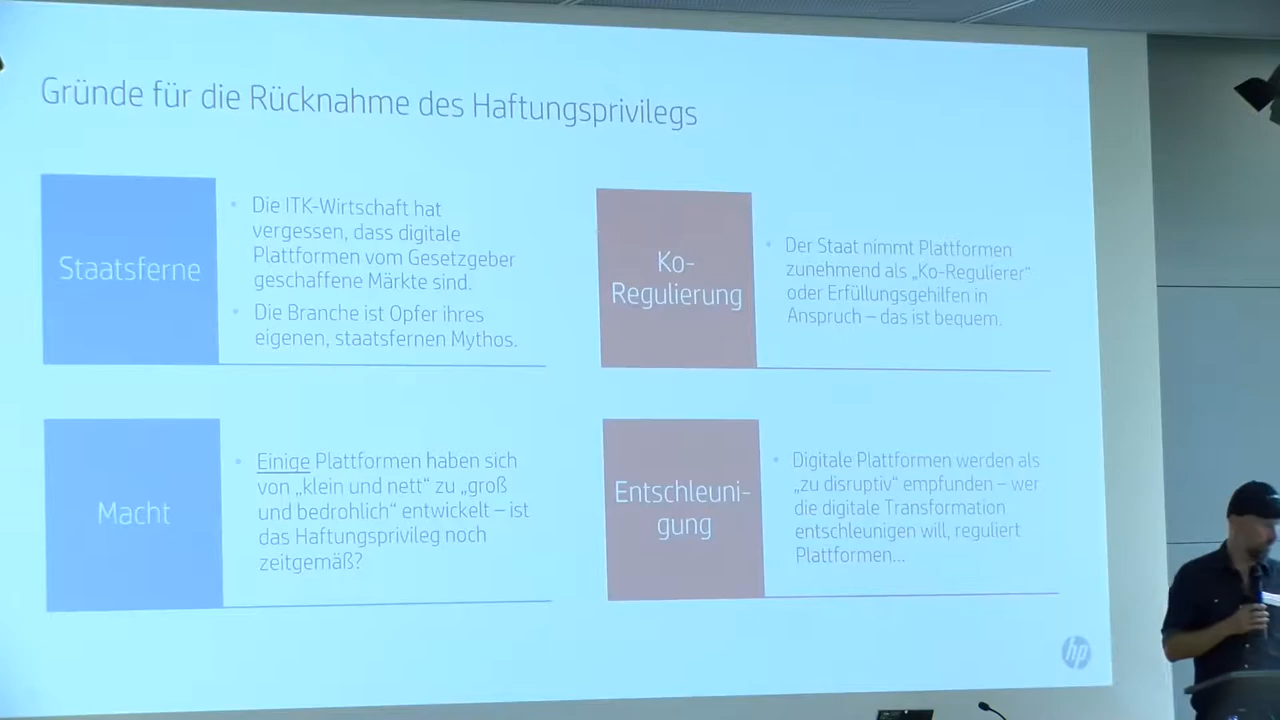 Gründe für die Rücknahme des Haftungsprivilegs
Staatsferne
• Die ITK-Wirtschaft hat
vergessen, dass digitale
Plattformen vom Gesetzgeber
geschaffene Märkte sind.
• Die Branche ist Opfer ihres
eigenen, staatsfernen Mythos.
Ko-
Regulierung
• Der Staat nimmt Plattformen
zunehmend als „Ko-Regulierer“
oder Erfüllungsgehilfen in
Anspruch – das ist bequem.
Macht
• Einige Plattformen haben sich
von „klein und nett“ zu „groß
und bedrohlich“ entwickelt – ist
das Haftungsprivileg noch
zeitgemäß?
Entschleuni-
gung
• Digitale Plattformen werden als
„zu disruptiv“ empfunden – wer
die digitale Transformation
entschleunigen will, reguliert
Plattformen...
hp